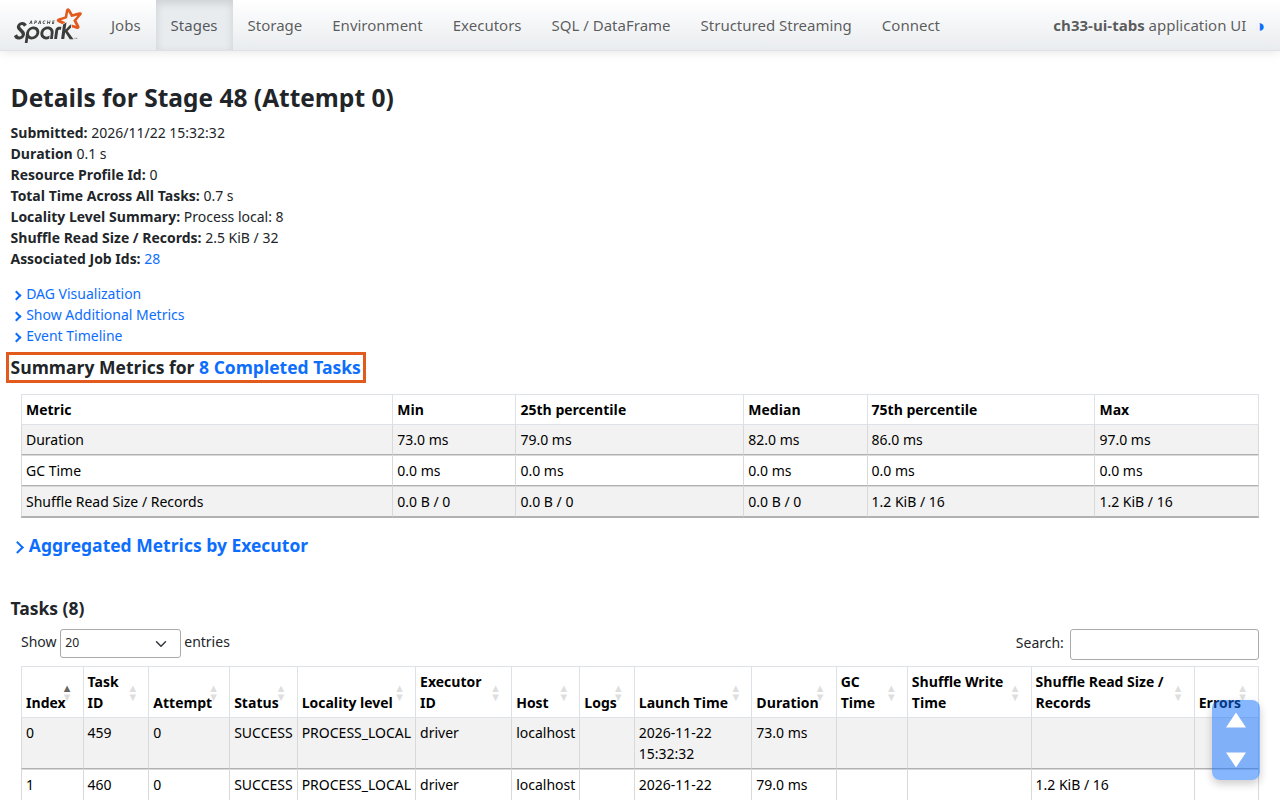 APACHE Spark Jobs Stages Storage Environment Executors SQL / DataFrame Structured Streaming Connect ch33-ui-tabs application UI
Details for Stage 48 (Attempt 0)
Submitted: 2026/11/22 15:32:32
Duration 0.1 s
Resource Profile Id: 0
Total Time Across All Tasks: 0.7 s
Locality Level Summary: Process local: 8
Shuffle Read Size / Records: 2.5 KiB / 32
Associated Job Ids: 28
DAG Visualization
Show Additional Metrics
Event Timeline
Summary Metrics for 8 Completed Tasks
Metric Min 25th percentile Median 75th percentile Max
Duration 73.0 ms 79.0 ms 82.0 ms 86.0 ms 97.0 ms
GC Time 0.0 ms 0.0 ms 0.0 ms 0.0 ms 0.0 ms
Shuffle Read Size / Records 0.0 B / 0 0.0 B / 0 0.0 B / 0 1.2 KiB / 16 1.2 KiB / 16
Aggregated Metrics by Executor
Tasks (8)
Show 20 entries Search:
Index Task ID Attempt Status Locality level Executor ID Host Logs Launch Time Duration GC Time Shuffle Write Time Shuffle Read Size / Records Errors
0 459 0 SUCCESS PROCESS_LOCAL driver localhost 2026-11-22 15:32:32 73.0 ms
1 460 0 SUCCESS PROCESS_LOCAL driver localhost 2026-11-22 79.0 ms 1.2 KiB / 16